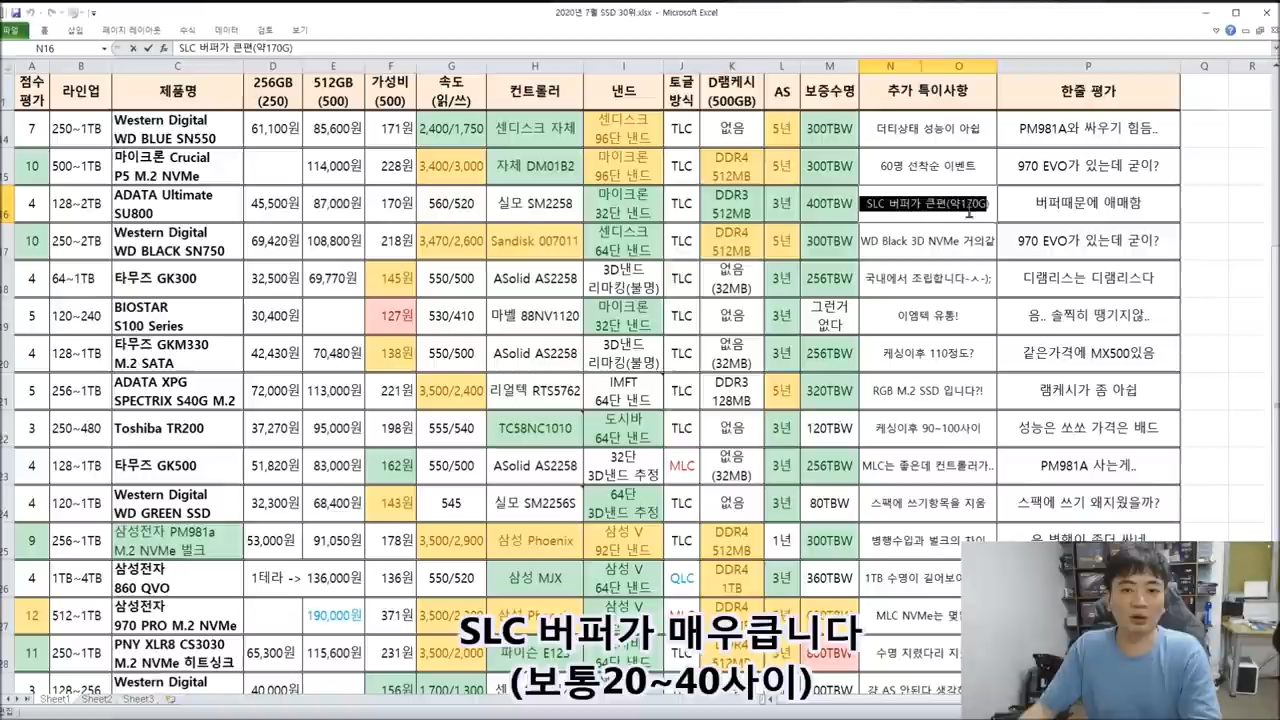 2020년 7월 SSD 30위.xlsx - Microsoft Excel
파일 홈 삽입 페이지 레이아웃 수식 데이터 검토 보기
N16 fx SLC 버퍼가 큰편(약170G)
A B C D E F G H I J K L M N O P Q R
점수 평가 라인업 제품명 256GB (250) 512GB (500) 가성비 (500) 속도 (읽/쓰) 컨트롤러 낸드 토글 방식 D램케시 (500GB) AS 보증수명 추가 특이사항 한줄 평가
7 250~1TB Western Digital WD BLUE SN550 61,100원 85,600원 171원 2,400/1,750 센디스크 자체 센디스크 96단 낸드 TLC 없음 5년 300TBW 더티상태 성능이 아쉽 PM981A와 싸우기 힘듬..
10 500~1TB 마이크론 Crucial P5 M.2 NVMe 114,000원 228원 3,400/3,000 자체 DM01B2 마이크론 96단 낸드 TLC DDR4 512MB 5년 300TBW 60명 선착순 이벤트 970 EVO가 있는데 굳이?
4 128~2TB ADATA Ultimate SU800 45,500원 87,000원 170원 560/520 실모 SM2258 마이크론 32단 낸드 TLC DDR3 512MB 3년 400TBW SLC 버퍼가 큰편(약170G) 버퍼때문에 애매함
10 250~2TB Western Digital WD BLACK SN750 69,420원 108,800원 218원 3,470/2,600 Sandisk 007011 센디스크 64단 낸드 TLC DDR4 512MB 5년 300TBW WD Black 3D NVMe 거의같 970 EVO가 있는데 굳이?
4 64~1TB 타무즈 GK300 32,500원 69,770원 145원 550/500 ASolid AS2258 3D낸드 리마킹(불명) TLC 없음 (32MB) 3년 256TBW 국내에서 조립합니다-ㅅ-); 디램리스는 디램리스다
5 120~240 BIOSTAR S100 Series 30,400원 127원 530/410 마벨 88NV1120 마이크론 32단 낸드 TLC 없음 3년 그런거 없다 이엠텍 유통! 음.. 솔찍히 땡기지않..
4 128~1TB 타무즈 GKM330 M.2 SATA 42,430원 70,480원 138원 550/500 ASolid AS2258 3D낸드 리마킹(불명) TLC 없음 (32MB) 3년 256TBW 케싱이후 110정도? 같은가격에 MX500있음
5 256~1TB ADATA XPG SPECTRIX S40G M.2 72,000원 113,000원 221원 3,500/2,400 리얼텍 RTS5762 IMFT 64단 낸드 TLC DDR3 128MB 5년 320TBW RGB M.2 SSD 입니다?! 램케시가 좀 아쉽
3 250~480 Toshiba TR200 37,270원 95,000원 198원 555/540 TC58NC1010 도시바 64단 낸드 TLC 없음 3년 120TBW 케싱이후 90~100사이 성능은 쏘쏘 가격은 배드
4 128~1TB 타무즈 GK500 51,820원 83,000원 162원 550/500 ASolid AS2258 32단 3D낸드 추정 MLC 없음 (32MB) 3년 256TBW MLC는 좋은데 컨트롤러가.. PM981A 사는게..
4 120~1TB Western Digital WD GREEN SSD 32,300원 68,400원 143원 545 실모 SM2256S 64단 3D낸드 추정 TLC 없음 3년 80TBW 스팩에 쓰기항목을 지움 스팩에 쓰기 왜지웠을까?
9 256~1TB 삼성전자 PM981a M.2 NVMe 벌크 53,000원 91,050원 178원 3,500/2,900 삼성 Phoenix 삼성 V 92단 낸드 TLC DDR4 512MB 1년 300TBW 병행수입과 벌크의 차이
4 1TB~4TB 삼성전자 860 QVO 1테라 -> 136,000원 136원 550/520 삼성 MJX 삼성 V 64단 낸드 QLC DDR4 1TB 3년 360TBW 1TB 수명이 길어보이
12 512~1TB 삼성전자 970 PRO M.2 NVMe 190,000원 371원 삼성 V DDR4 MLC NVMe는 몇
11 250~1TB PNY XLR8 CS3030 M.2 NVMe 히트싱크 65,300원 115,600원 231원 3,500/2,000 파이슨 TLC 수명 지렸다리 지
3 128~256 Western Digital 40,000원 156원 1,700/1,300
SLC 버퍼가 매우큽니다
(보통20~40사이)
Sheet1 Sheet2 Sheet3